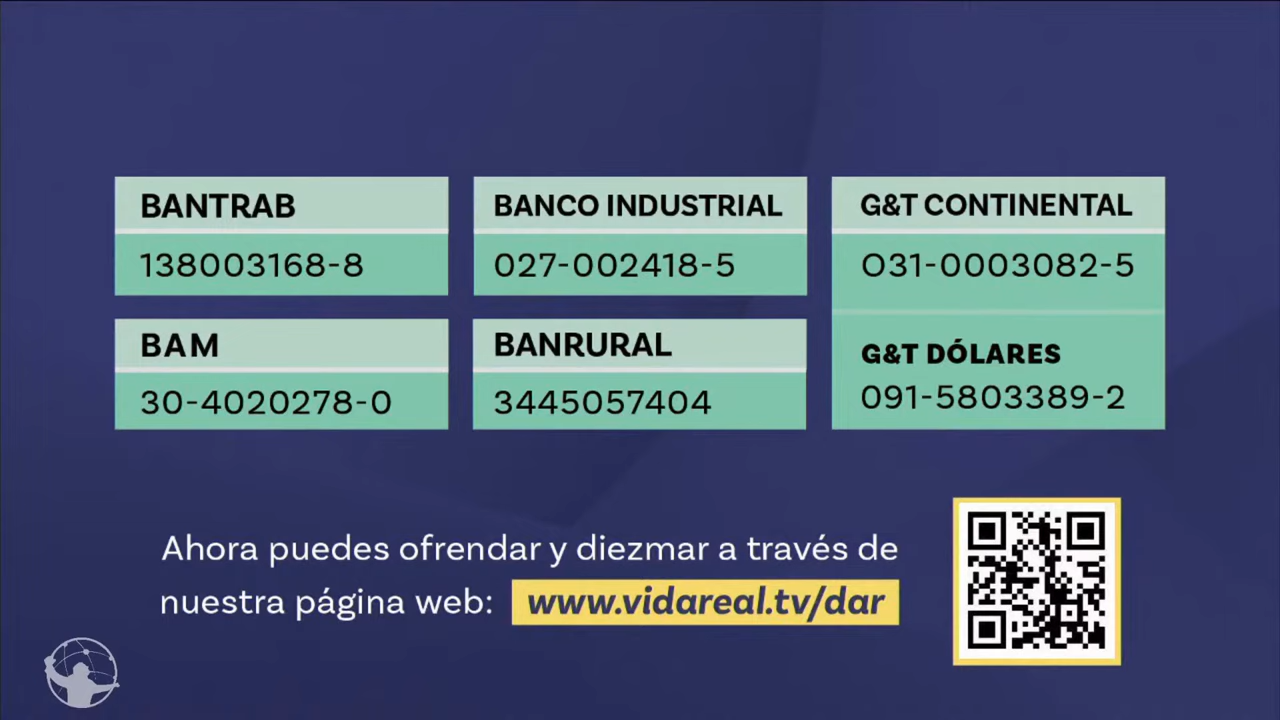 BANTRAB
138003168-8
BANCO INDUSTRIAL
027-002418-5
G&T CONTINENTAL
O31-0003082-5
BAM
30-4020278-0
BANRURAL
3445057404
G&T DÓLARES
091-5803389-2
Ahora puedes ofrendar y diezmar a través de
nuestra página web: www.vidareal.tv/dar